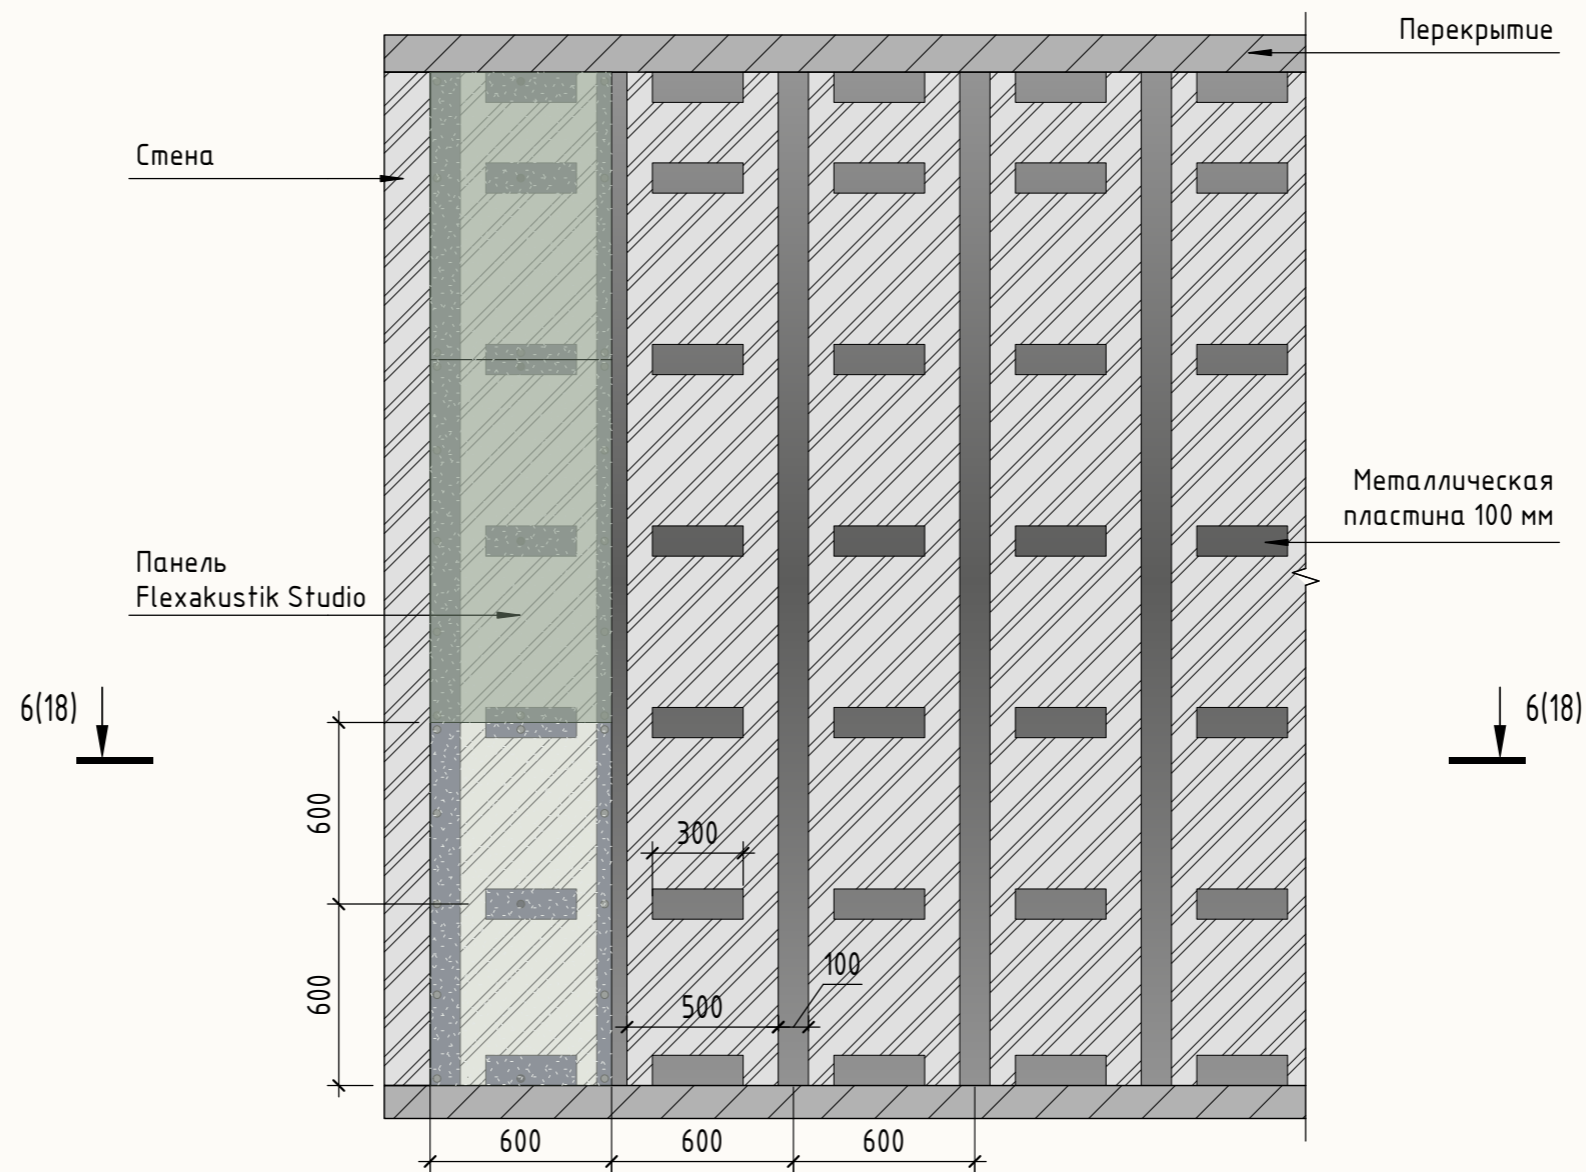 Перекрытие
Стена
Металлическая
пластина 100 мм
Панель
Flexakustik Studio
6(18)
6(18)
600
300
600
100
500
600
600
600